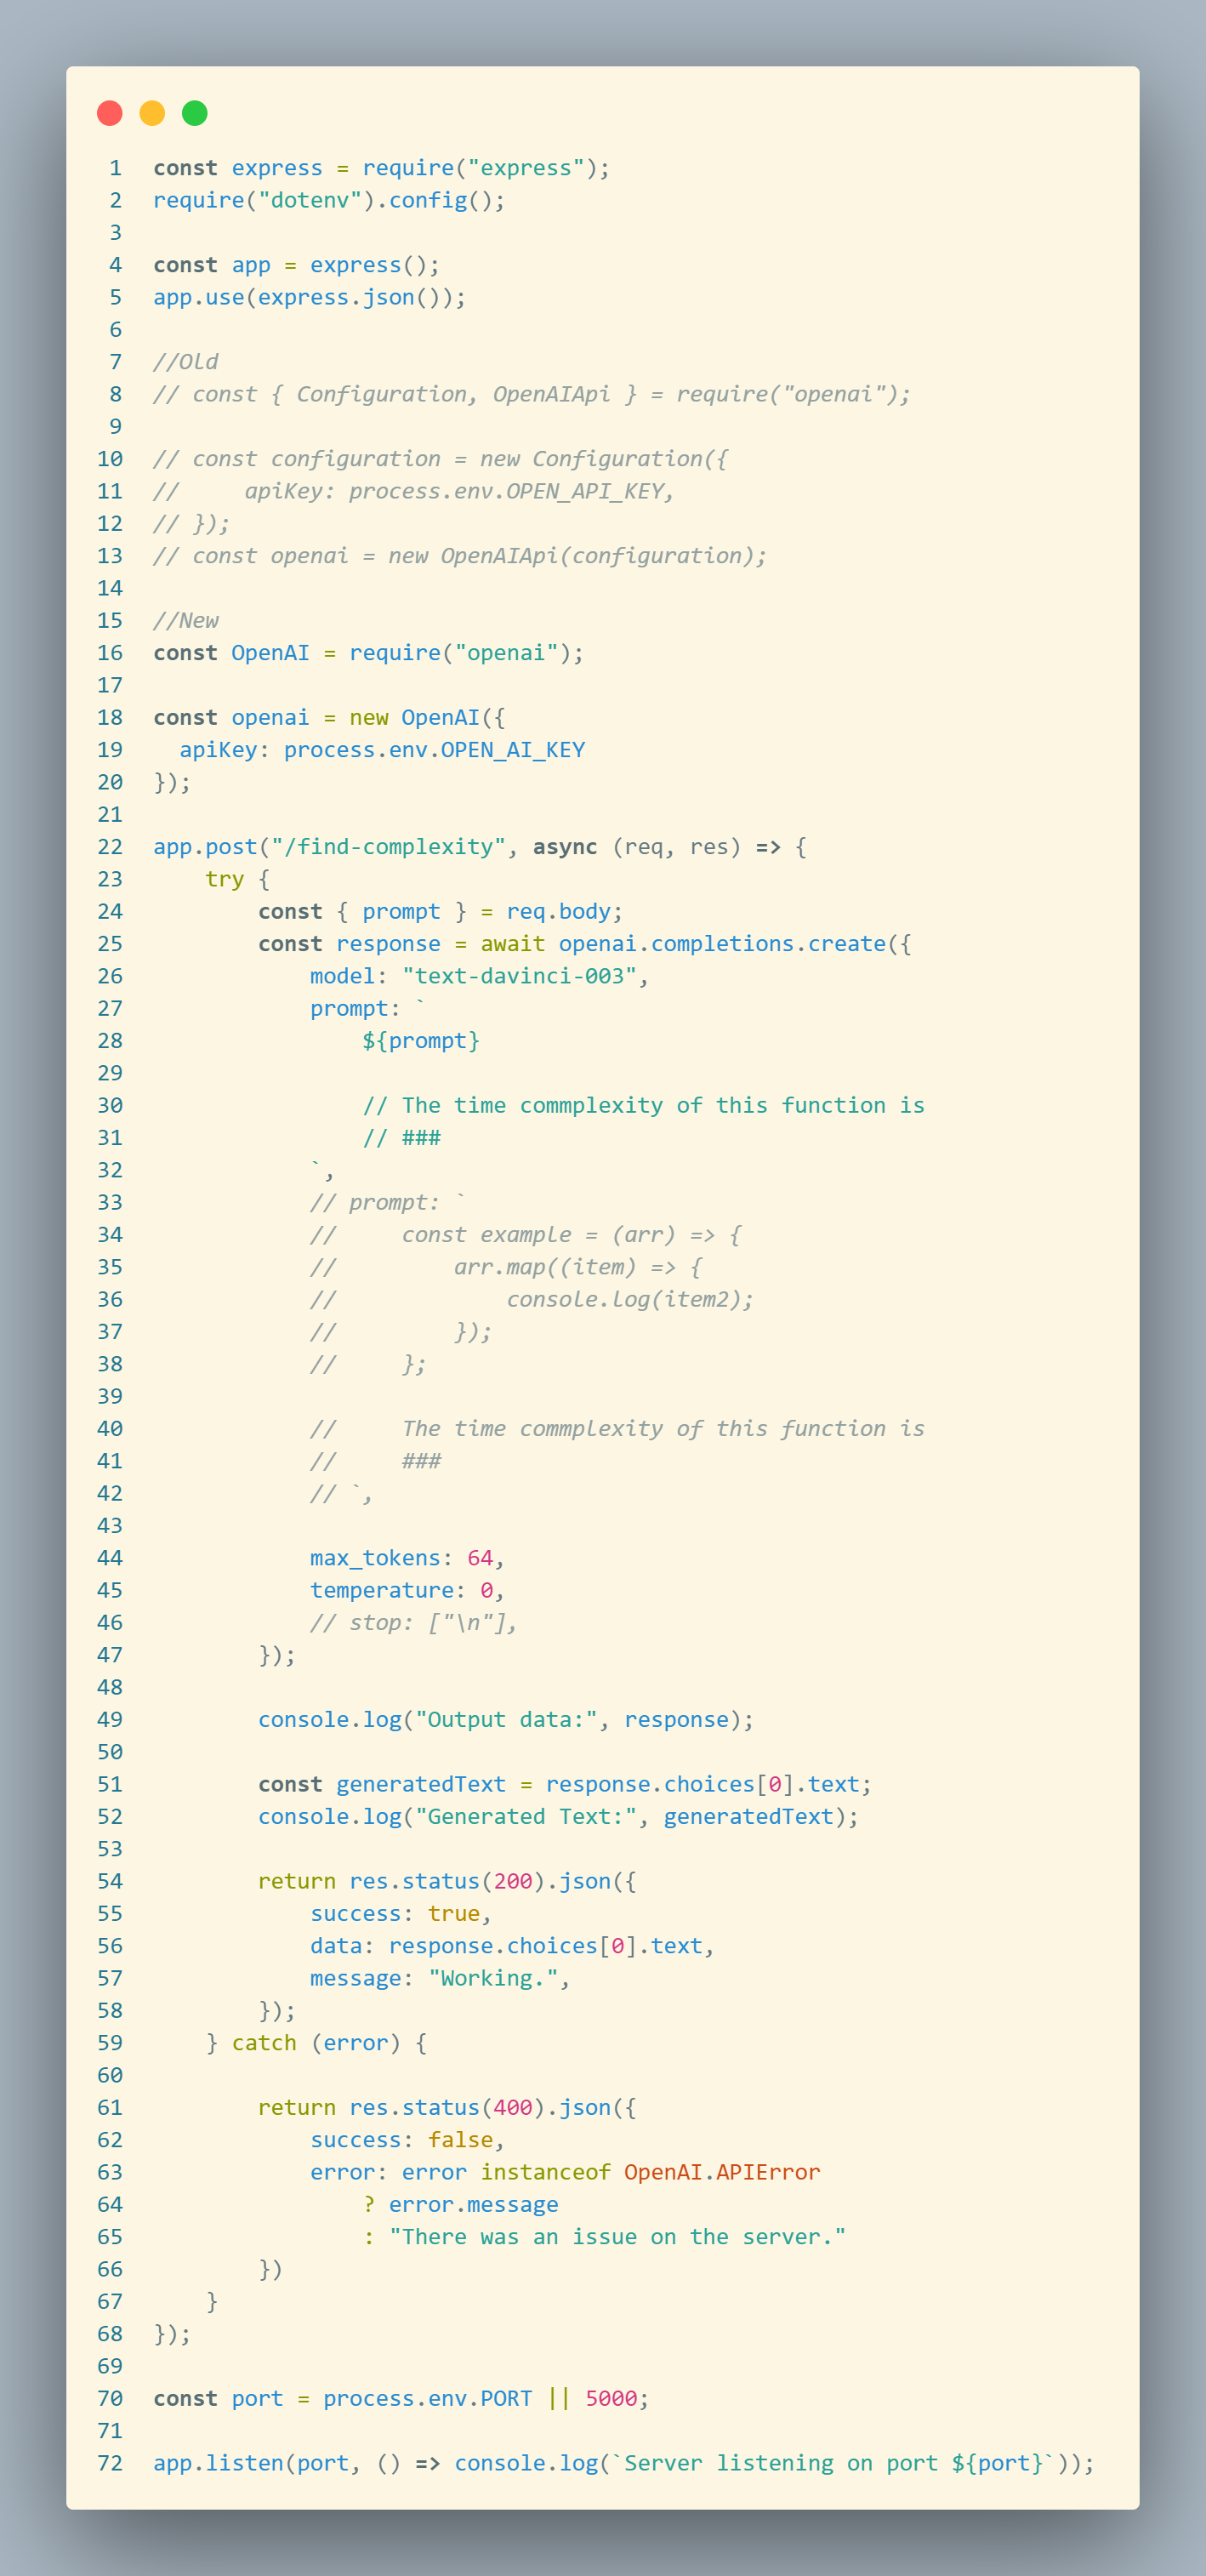 1 const express = require("express");
2 require("dotenv").config();
3
4 const app = express();
5 app.use(express.json());
6
7 //Old
8 // const { Configuration, OpenAIApi } = require("openai");
9
10 // const configuration = new Configuration({
11 //     apiKey: process.env.OPEN_API_KEY,
12 // });
13 // const openai = new OpenAIApi(configuration);
14
15 //New
16 const OpenAI = require("openai");
17
18 const openai = new OpenAI({
19   apiKey: process.env.OPEN_AI_KEY
20 });
21
22 app.post("/find-complexity", async (req, res) => {
23     try {
24         const { prompt } = req.body;
25         const response = await openai.completions.create({
26             model: "text-davinci-003",
27             prompt: `
28                 ${prompt}
29
30                 // The time commplexity of this function is
31                 // ###
32             `,
33             // prompt: `
34             //     const example = (arr) => {
35             //         arr.map((item) => {
36             //             console.log(item2);
37             //         });
38             //     };
39
40             //     The time commplexity of this function is
41             //     ###
42             // `,
43
44             max_tokens: 64,
45             temperature: 0,
46             // stop: ["\n"],
47         });
48
49         console.log("Output data:", response);
50
51         const generatedText = response.choices[0].text;
52         console.log("Generated Text:", generatedText);
53
54         return res.status(200).json({
55             success: true,
56             data: response.choices[0].text,
57             message: "Working.",
58         });
59     } catch (error) {
60
61         return res.status(400).json({
62             success: false,
63             error: error instanceof OpenAI.APIError
64                 ? error.message
65                 : "There was an issue on the server."
66         })
67     }
68 });
69
70 const port = process.env.PORT || 5000;
71
72 app.listen(port, () => console.log(`Server listening on port ${port}`));